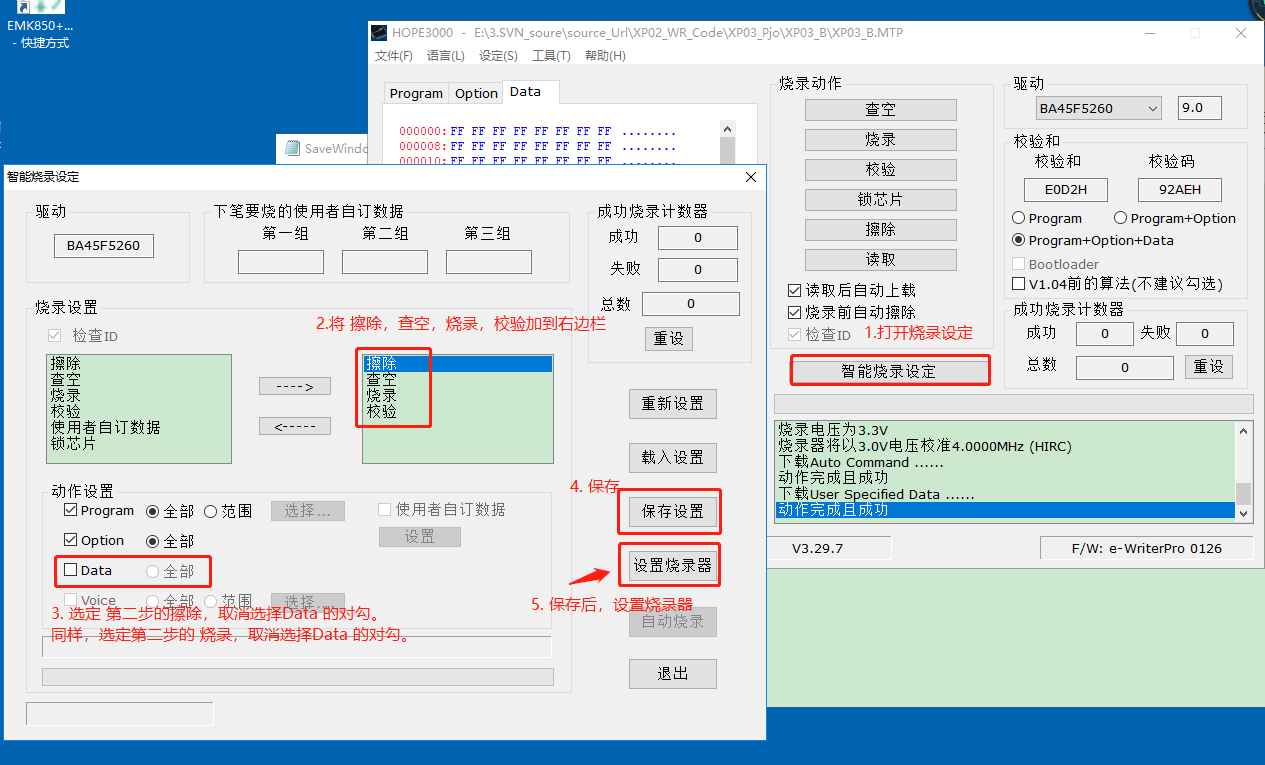 EMK850+...
- 快捷方式
HOPE3000 - E:\3.SVN_soure\source_Url\XP02_WR_Code\XP03_Pjo\XP03_B\XP03_B.MTP
文件(F) 语言(L) 设定(S) 工具(T) 帮助(H)
Program Option Data
000000:FF FF FF FF FF FF FF FF ........
000008:FF FF FF FF FF FF FF FF ........
000010:FF FF FF FF FF FF FF FF ........
SaveWindo
烧录动作
查空
烧录
校验
锁芯片
擦除
读取
读取后自动上载
烧录前自动擦除
检查ID
1.打开烧录设定
智能烧录设定
驱动
BA45F5260 9.0
校验和
校验和 校验码
E0D2H 92AEH
Program Program+Option
Program+Option+Data
Bootloader
V1.04前的算法(不建议勾选)
成功烧录计数器
成功 0 失败 0
总数 0 重设
烧录电压为3.3V
烧录器将以3.0V电压校准4.0000MHz (HIRC)
下载Auto Command ......
动作完成且成功
下载User Specified Data ......
动作完成且成功
V3.29.7 F/W: e-WriterPro 0126
智能烧录设定
驱动
BA45F5260
下笔要烧的使用者自订数据
第一组 第二组 第三组
成功烧录计数器
成功 0
失败 0
总数 0
重设
烧录设置
检查ID
2.将 擦除，查空，烧录，校验加到右边栏
擦除
查空
烧录
校验
使用者自订数据
锁芯片
---->
<-----
擦除
查空
烧录
校验
动作设置
Program 全部 范围 选择... 使用者自订数据
设置
Option 全部
Data 全部
Voice 全部 范围 选择...
3. 选定 第二步的擦除，取消选择Data 的对勾。
同样，选定第二步的 烧录，取消选择Data 的对勾。
重新设置
载入设置
4. 保存
保存设置
设置烧录器
5. 保存后，设置烧录器
自动烧录
退出